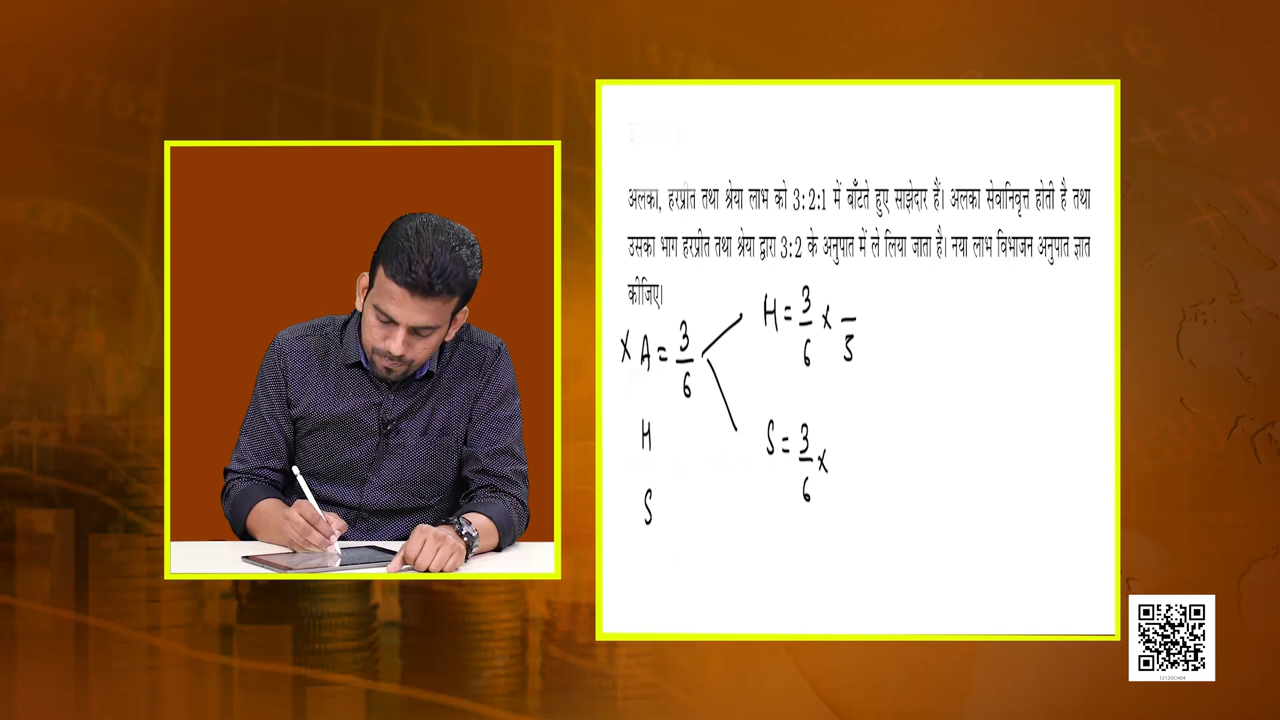 अलका, हरप्रीत तथा श्रेया लाभ को 3:2:1 में बाँटते हुए साझेदार हैं। अलका सेवानिवृत्त होती है तथा
उसका भाग हरप्रीत तथा श्रेया द्वारा 3:2 के अनुपात में ले लिया जाता है। नया लाभ विभाजन अनुपात ज्ञात
कीजिए।
X A = 3/6
H = 3/6 × /5
H
S = 3/6 ×
S
12120CH04